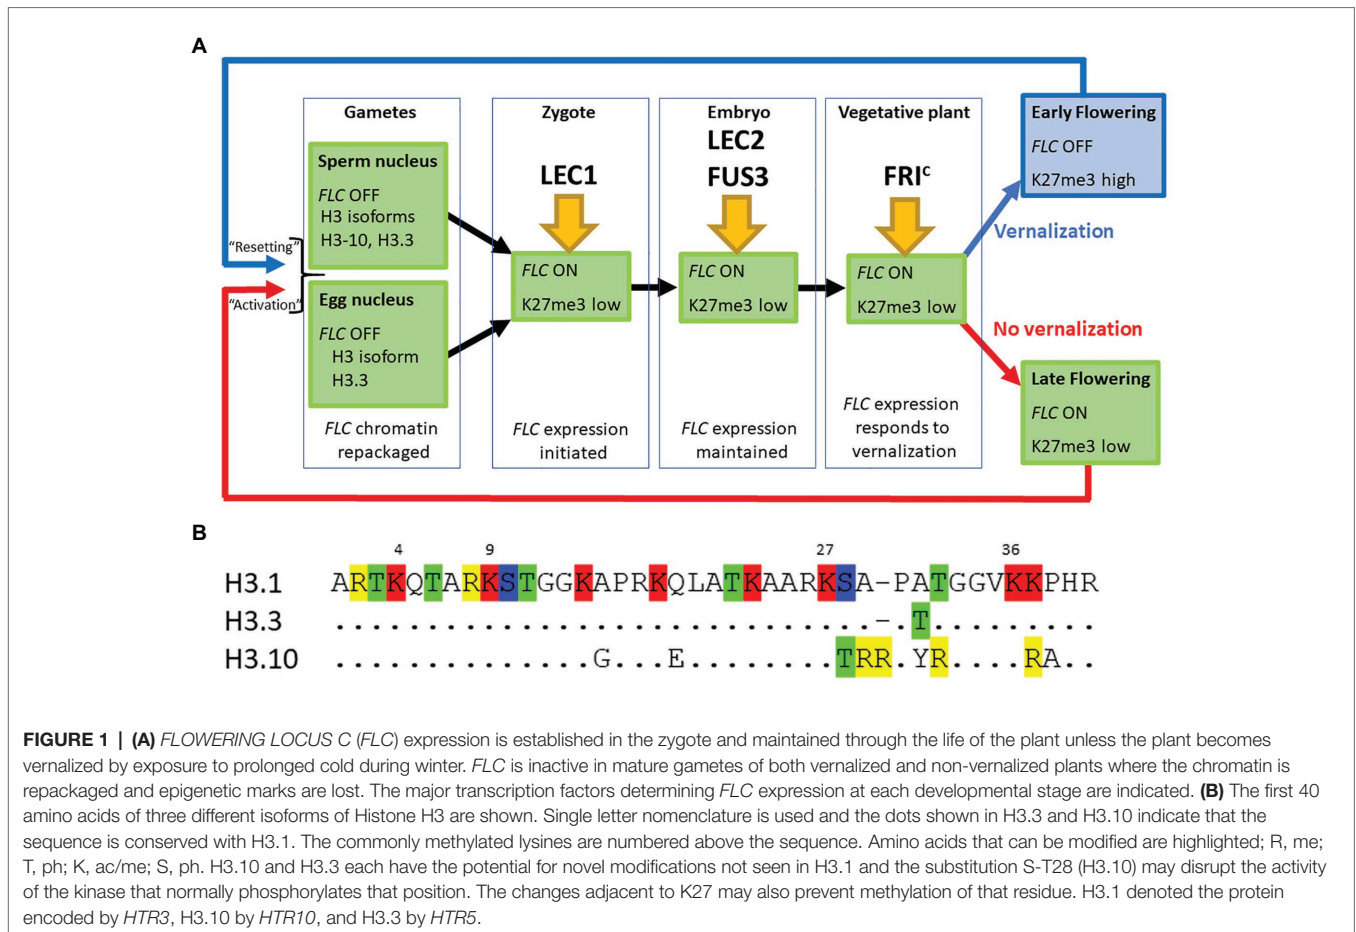 A
Gametes
Zygote
Embryo
Vegetative plant
Early Flowering
FLC OFF
K27me3 high
Sperm nucleus
FLC OFF
H3 isoforms
H3-10, H3.3
LEC1
LEC2
FUS3
FRIᶜ
Vernalization
"Resetting"
"Activation"
Egg nucleus
FLC OFF
H3 isoform
H3.3
FLC ON
K27me3 low
FLC ON
K27me3 low
FLC ON
K27me3 low
No vernalization
Late Flowering
FLC ON
K27me3 low
FLC chromatin
repackaged
FLC expression
initiated
FLC expression
maintained
FLC expression
responds to
vernalization
B
4 9 27 36
H3.1 ARTKQTARKSTGGKAPRKQLATKAARKSA-PATGGVKKPHR
H3.3 .............................-.T.........
H3.10 ..............G...E........TRR.YR....RA..
FIGURE 1 | (A) FLOWERING LOCUS C (FLC) expression is established in the zygote and maintained through the life of the plant unless the plant becomes
vernalized by exposure to prolonged cold during winter. FLC is inactive in mature gametes of both vernalized and non-vernalized plants where the chromatin is
repackaged and epigenetic marks are lost. The major transcription factors determining FLC expression at each developmental stage are indicated. (B) The first 40
amino acids of three different isoforms of Histone H3 are shown. Single letter nomenclature is used and the dots shown in H3.3 and H3.10 indicate that the
sequence is conserved with H3.1. The commonly methylated lysines are numbered above the sequence. Amino acids that can be modified are highlighted; R, me;
T, ph; K, ac/me; S, ph. H3.10 and H3.3 each have the potential for novel modifications not seen in H3.1 and the substitution S-T28 (H3.10) may disrupt the activity
of the kinase that normally phosphorylates that position. The changes adjacent to K27 may also prevent methylation of that residue. H3.1 denoted the protein
encoded by HTR3, H3.10 by HTR10, and H3.3 by HTR5.